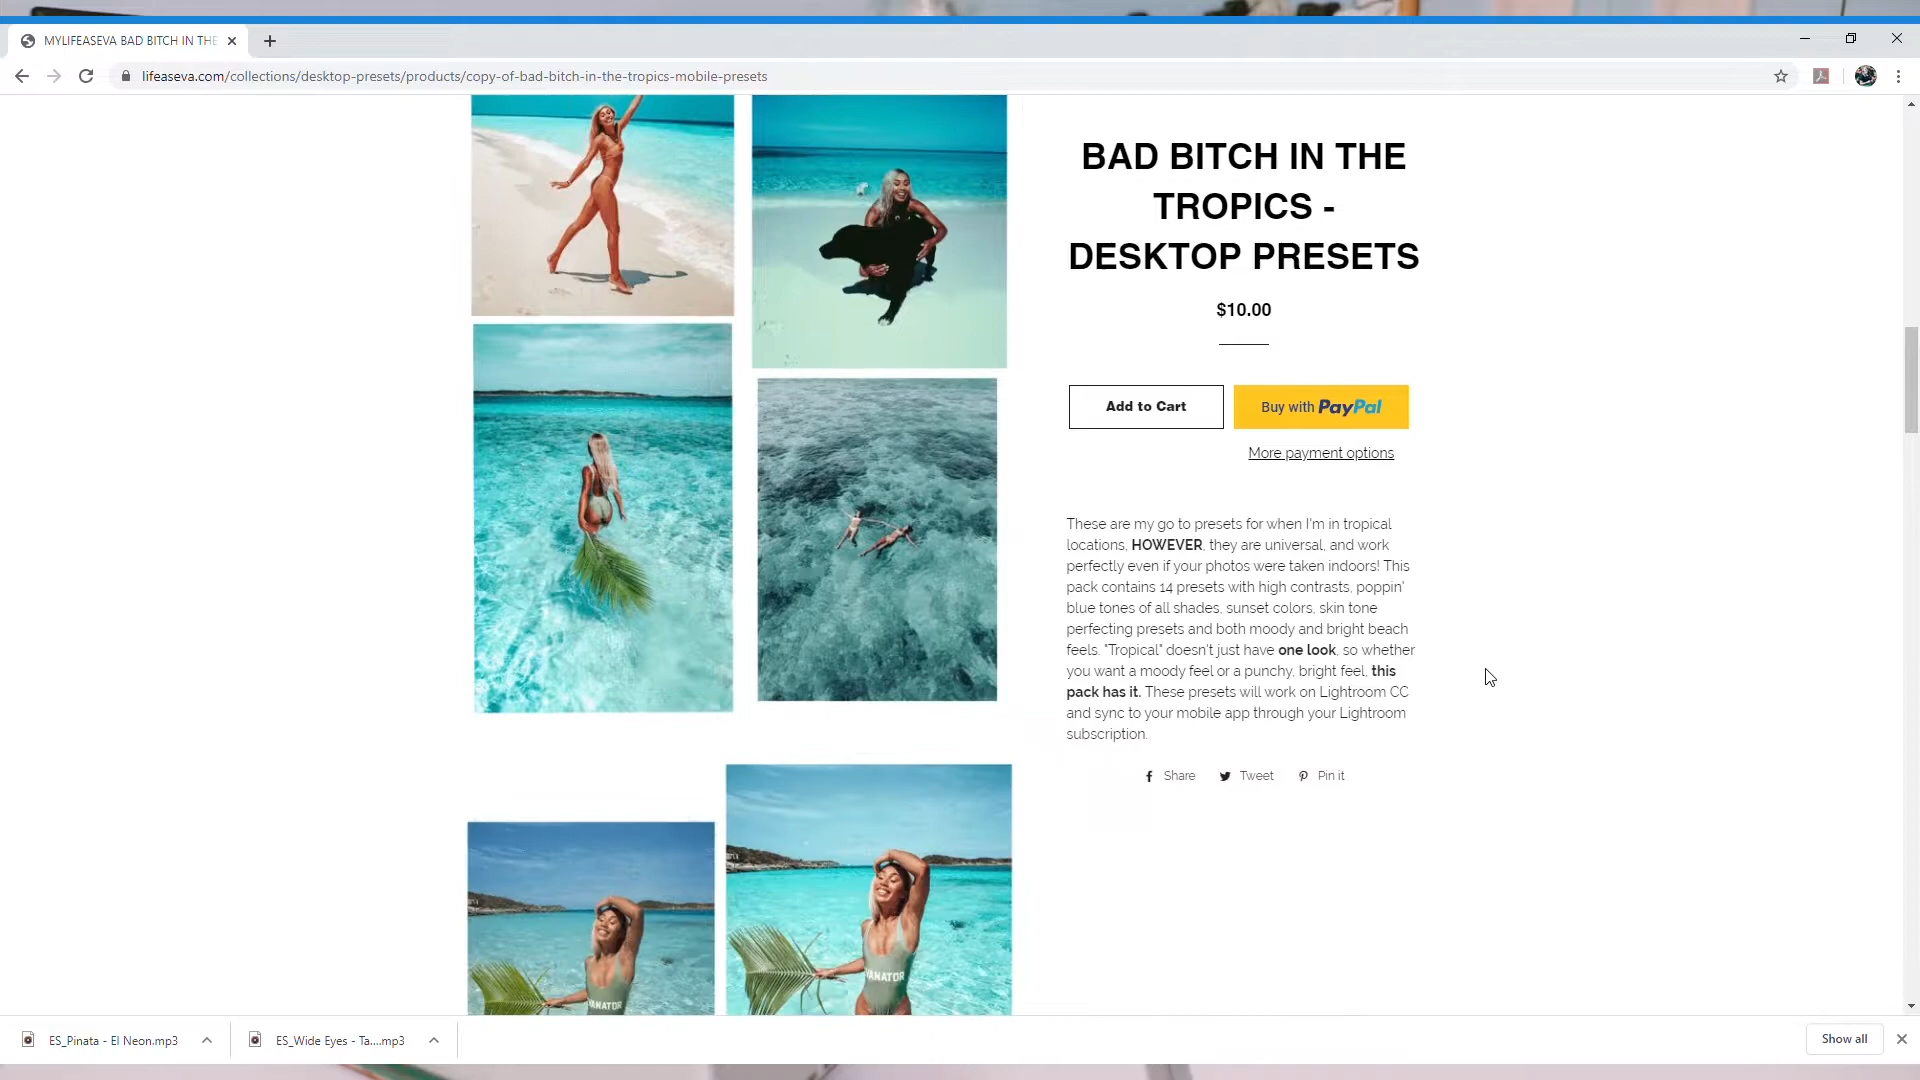 MYLIFEASEVA BAD BITCH IN THE
lifeaseva.com/collections/desktop-presets/products/copy-of-bad-bitch-in-the-tropics-mobile-presets
BAD BITCH IN THE
TROPICS -
DESKTOP PRESETS
$10.00
Add to Cart
Buy with PayPal
More payment options
These are my go to presets for when I'm in tropical
locations, HOWEVER, they are universal, and work
perfectly even if your photos were taken indoors! This
pack contains 14 presets with high contrasts, poppin'
blue tones of all shades, sunset colors, skin tone
perfecting presets and both moody and bright beach
feels. "Tropical" doesn't just have one look, so whether
you want a moody feel or a punchy, bright feel, this
pack has it. These presets will work on Lightroom CC
and sync to your mobile app through your Lightroom
subscription.
Share Tweet Pin it
VANATOR
VANATOR
ES_Pinata - El Neon.mp3
ES_Wide Eyes - Ta....mp3
Show all